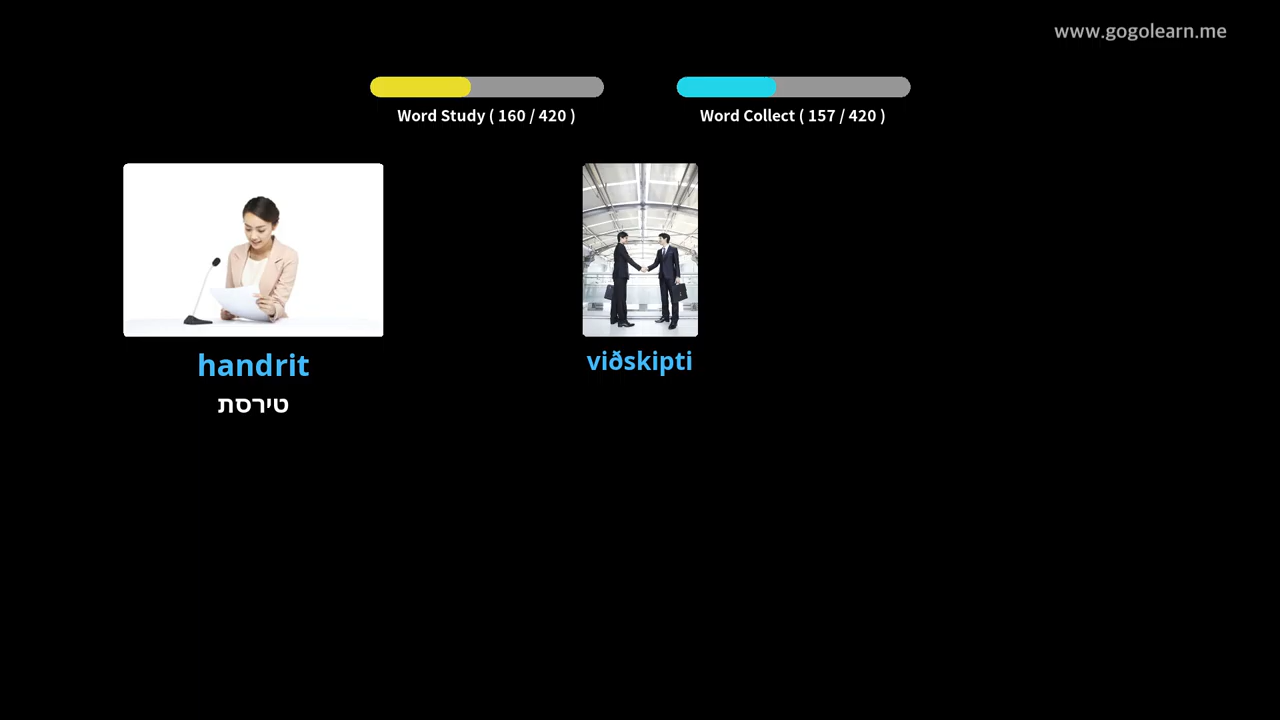 www.gogolearn.me
Word Study ( 160 / 420 )
Word Collect ( 157 / 420 )
handrit
טירסת
viðskipti